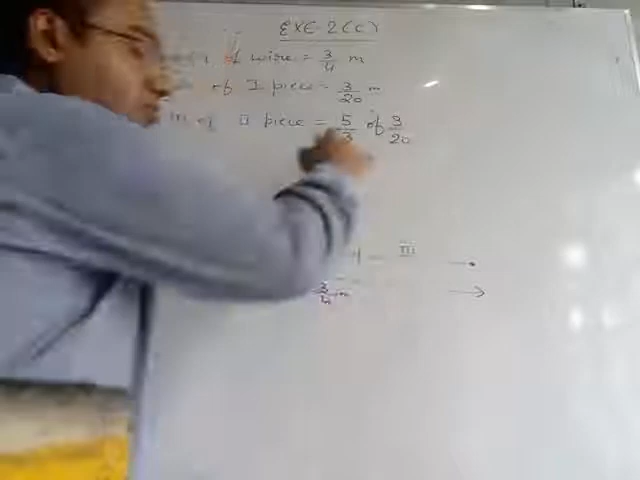 EXE-2(C)
of wire = 3/4 m
of I piece = 3/20 m
of II piece = 5/3 of 3/20
III
3/4 m